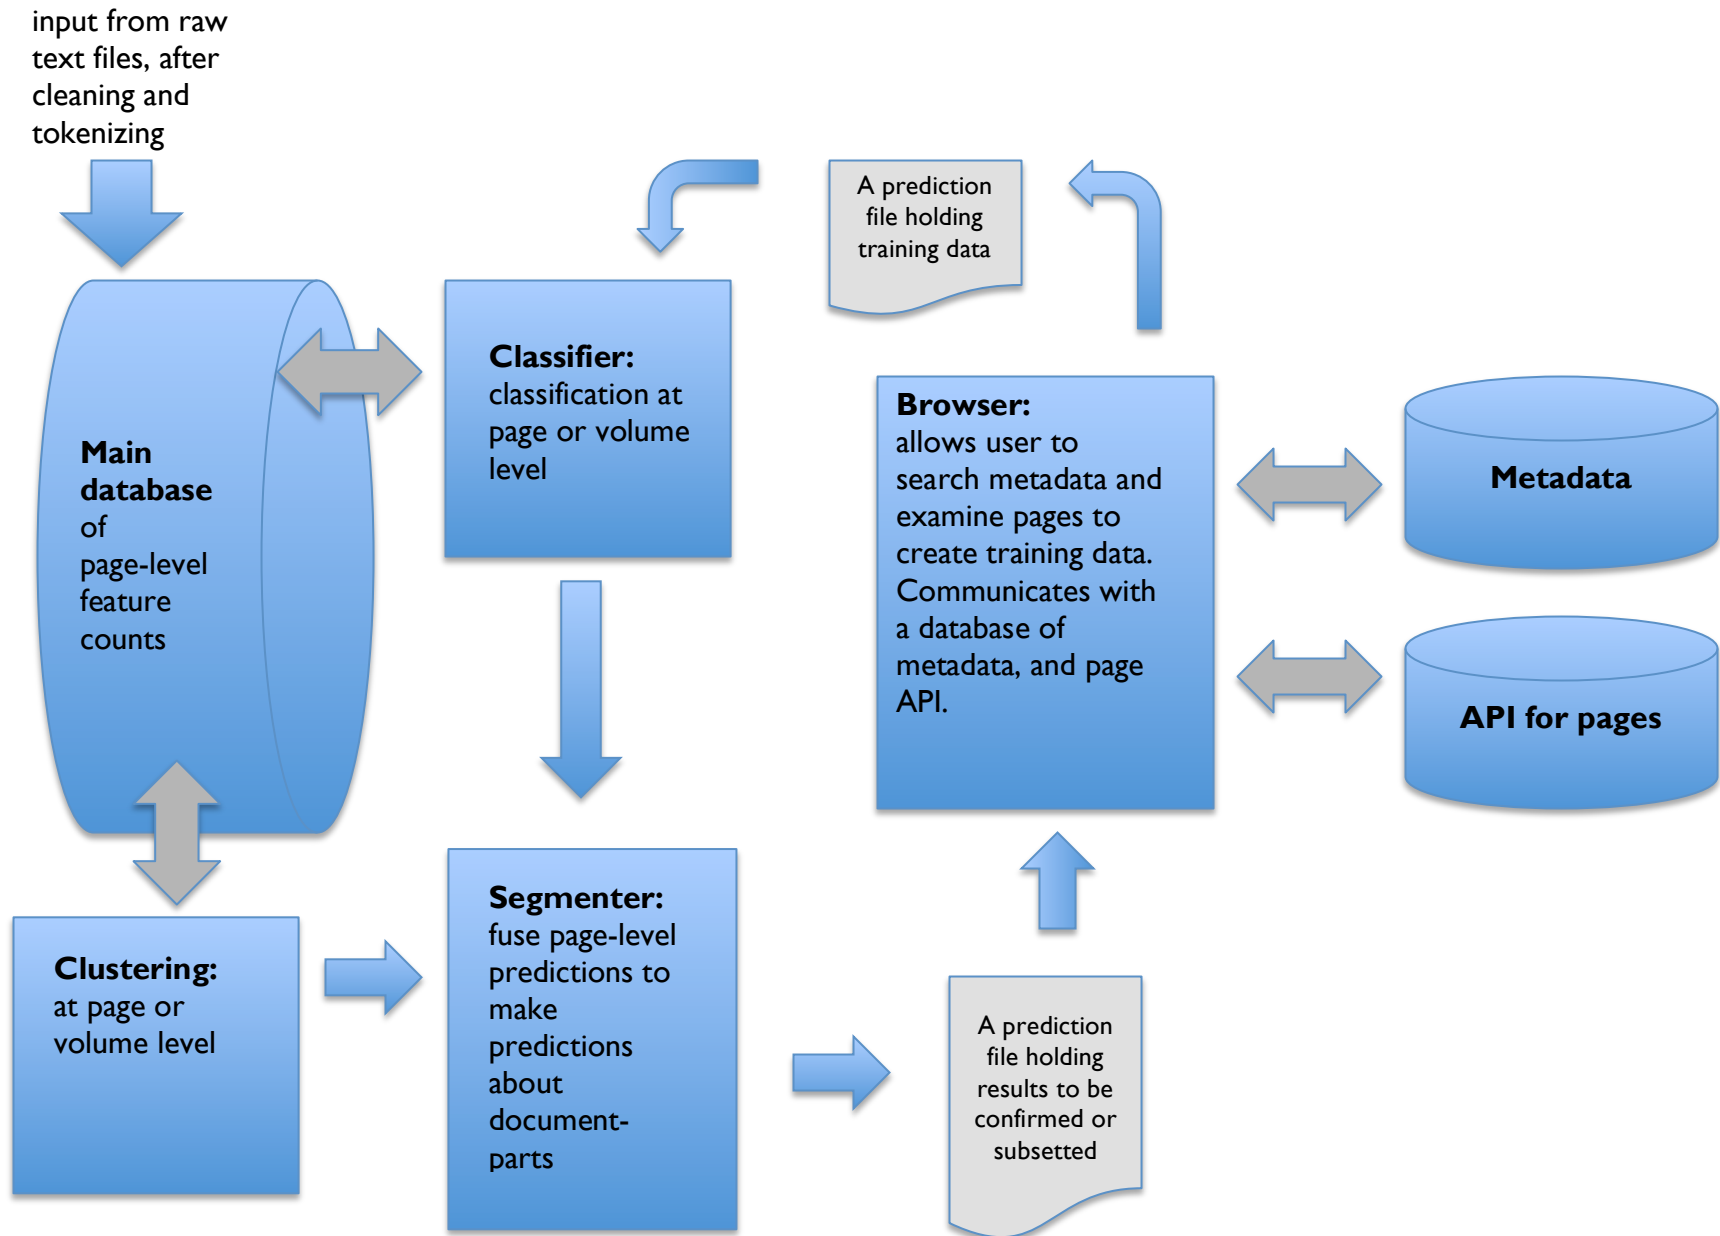 input from raw
text files, after
cleaning and
tokenizing
A prediction
file holding
training data
Classifier:
classification at
page or volume
level
Main
database
of
page-level
feature
counts
Browser:
allows user to
search metadata and
examine pages to
create training data.
Communicates with
a database of
metadata, and page
API.
Metadata
API for pages
Segmenter:
fuse page-level
predictions to
make
predictions
about
document-
parts
Clustering:
at page or
volume level
A prediction
file holding
results to be
confirmed or
subsetted